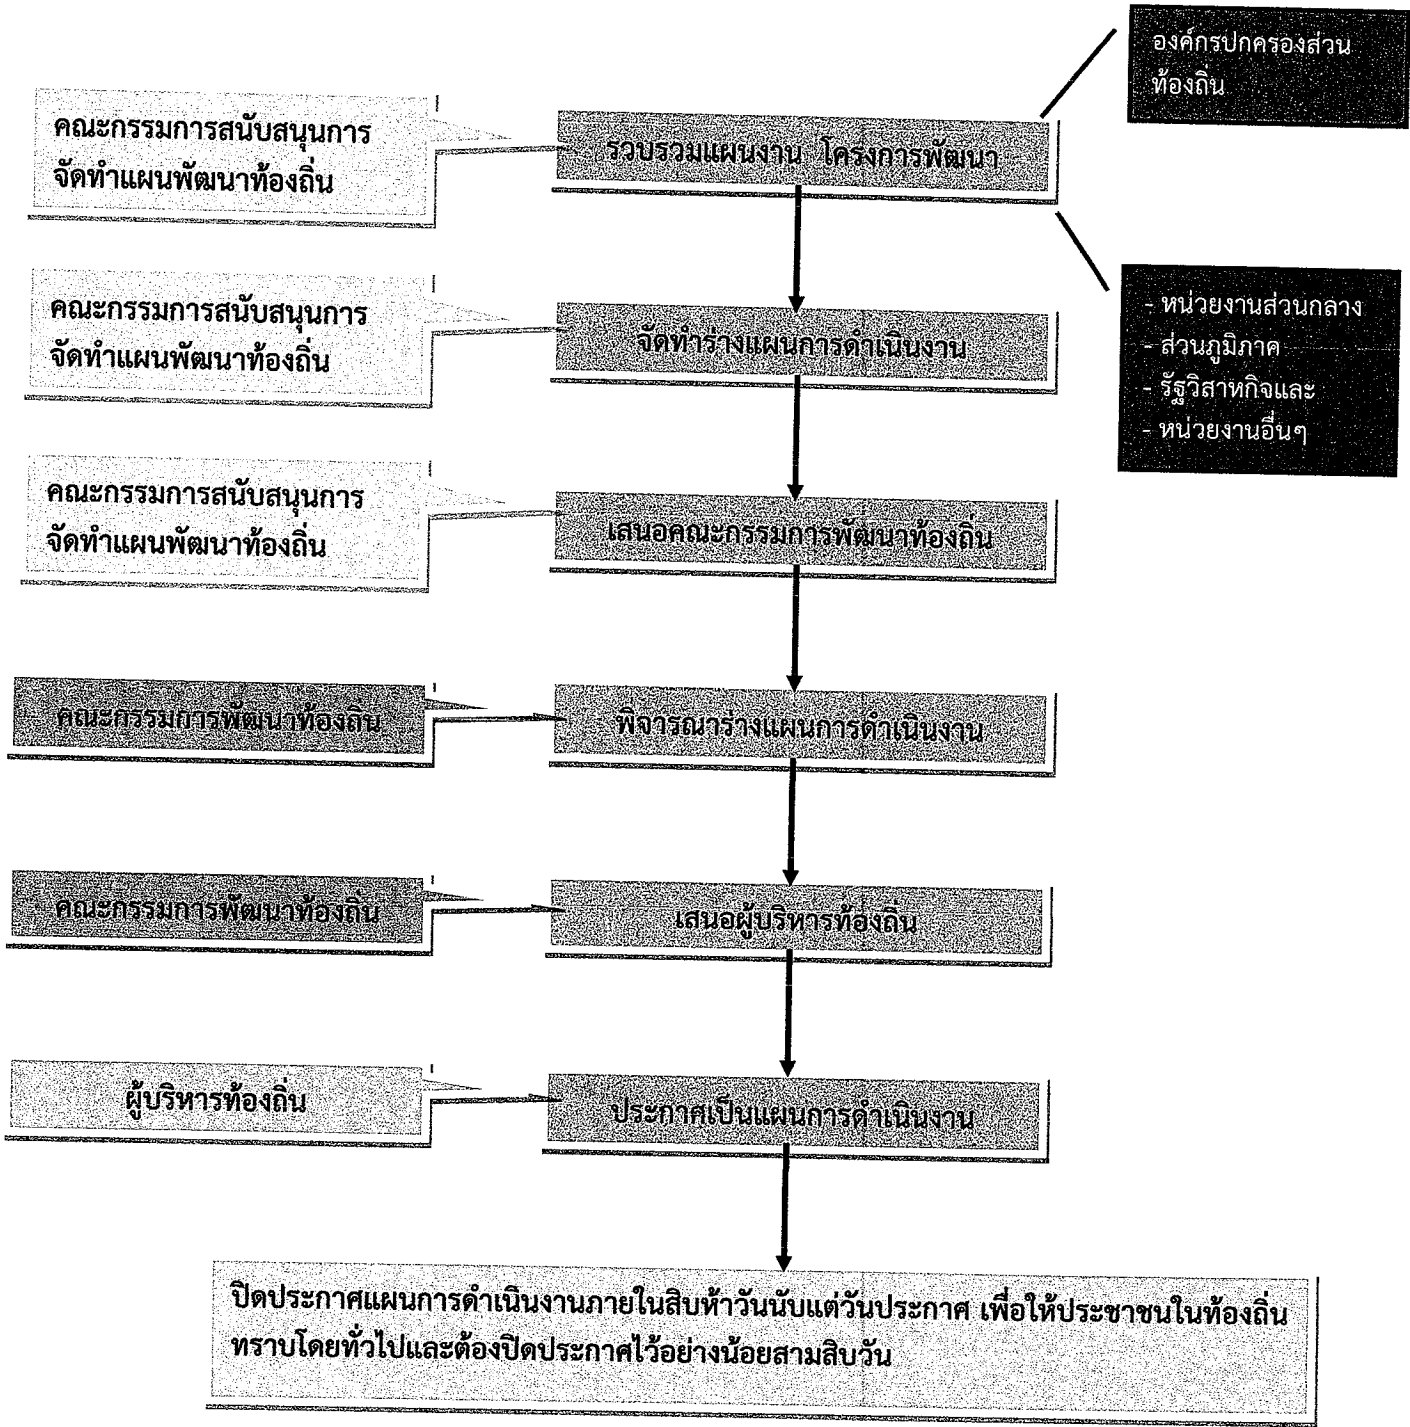 องค์กรปกครองส่วน
ท้องถิ่น
คณะกรรมการสนับสนุนการ
จัดทำแผนพัฒนาท้องถิ่น
รวบรวมแผนงาน โครงการพัฒนา
- หน่วยงานส่วนกลาง
- ส่วนภูมิภาค
- รัฐวิสาหกิจและ
- หน่วยงานอื่นๆ
คณะกรรมการสนับสนุนการ
จัดทำแผนพัฒนาท้องถิ่น
จัดทำร่างแผนการดำเนินงาน
คณะกรรมการสนับสนุนการ
จัดทำแผนพัฒนาท้องถิ่น
เสนอคณะกรรมการพัฒนาท้องถิ่น
คณะกรรมการพัฒนาท้องถิ่น
พิจารณาร่างแผนการดำเนินงาน
คณะกรรมการพัฒนาท้องถิ่น
เสนอผู้บริหารท้องถิ่น
ผู้บริหารท้องถิ่น
ประกาศเป็นแผนการดำเนินงาน
ปิดประกาศแผนการดำเนินงานภายในสิบห้าวันนับแต่วันประกาศ เพื่อให้ประชาชนในท้องถิ่น
ทราบโดยทั่วไปและต้องปิดประกาศไว้อย่างน้อยสามสิบวัน